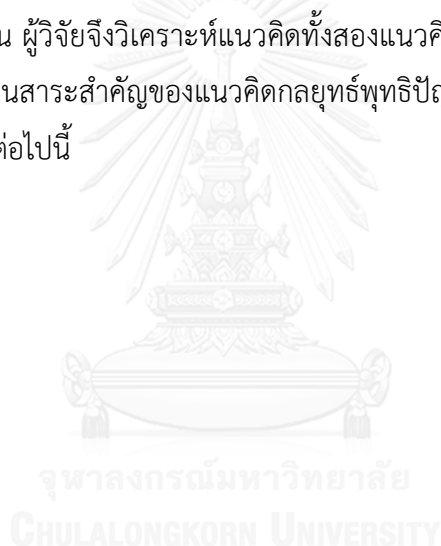 น ผู้วิจัยจึงวิเคราะห์แนวคิดทั้งสองแนวคิ
นสาระสำคัญของแนวคิดกลยุทธ์พุทธิปัญ
ต่อไปนี้
จุฬาลงกรณ์มหาวิทยาลัย
CHULALONGKORN UNIVERSITY